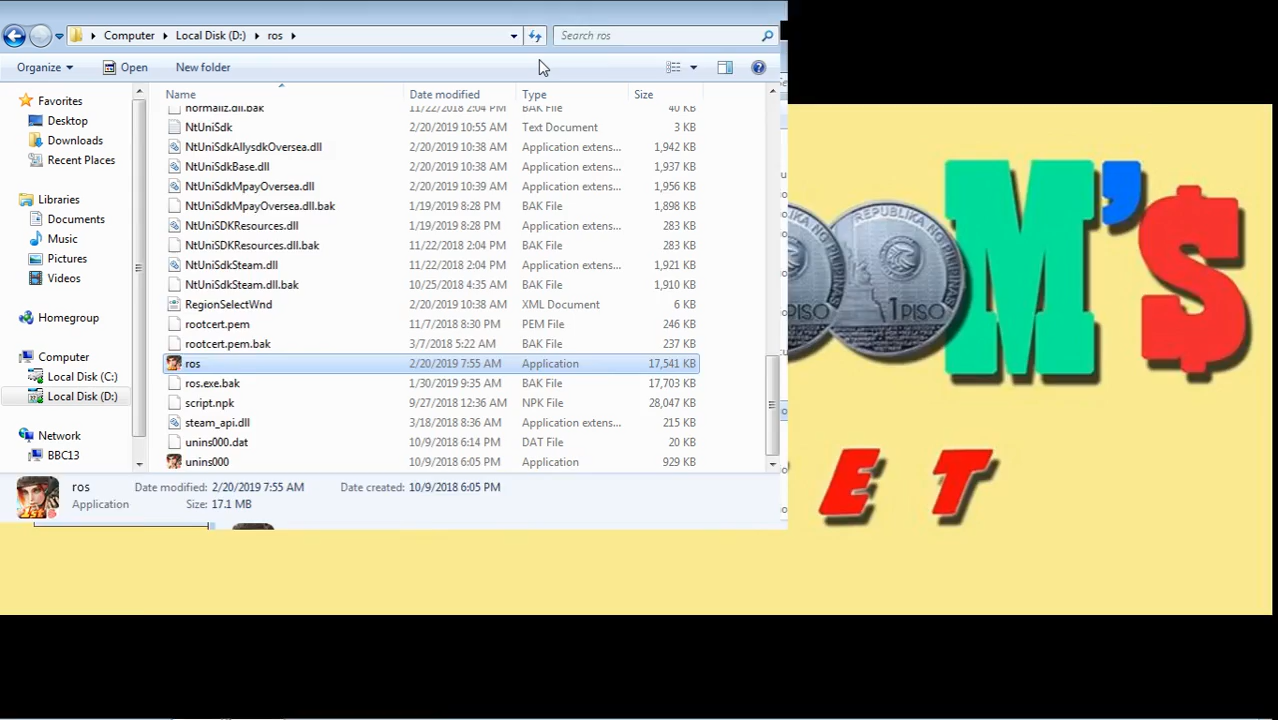 Computer Local Disk (D:) ros
Search ros
Organize Open New folder
Name Date modified Type Size
normaliz.dll.bak 11/22/2018 2:04 PM BAK File 40 KB
NtUniSdk 2/20/2019 10:55 AM Text Document 3 KB
NtUniSdkAllysdkOversea.dll 2/20/2019 10:38 AM Application extens... 1,942 KB
NtUniSdkBase.dll 2/20/2019 10:38 AM Application extens... 1,937 KB
NtUniSdkMpayOversea.dll 2/20/2019 10:39 AM Application extens... 1,956 KB
NtUniSdkMpayOversea.dll.bak 1/19/2019 8:28 PM BAK File 1,898 KB
NtUniSDKResources.dll 1/19/2019 8:28 PM Application extens... 283 KB
NtUniSDKResources.dll.bak 11/22/2018 2:04 PM BAK File 283 KB
NtUniSdkSteam.dll 11/22/2018 2:04 PM Application extens... 1,921 KB
NtUniSdkSteam.dll.bak 10/25/2018 4:35 AM BAK File 1,910 KB
RegionSelectWnd 2/20/2019 10:38 AM XML Document 6 KB
rootcert.pem 11/7/2018 8:30 PM PEM File 246 KB
rootcert.pem.bak 3/7/2018 5:22 AM BAK File 237 KB
ros 2/20/2019 7:55 AM Application 17,541 KB
ros.exe.bak 1/30/2019 9:35 AM BAK File 17,703 KB
script.npk 9/27/2018 12:36 AM NPK File 28,047 KB
steam_api.dll 3/18/2018 8:36 AM Application extens... 215 KB
unins000.dat 10/9/2018 6:14 PM DAT File 20 KB
unins000 10/9/2018 6:05 PM Application 929 KB
Favorites
Desktop
Downloads
Recent Places
Libraries
Documents
Music
Pictures
Videos
Homegroup
Computer
Local Disk (C:)
Local Disk (D:)
Network
BBC13
ros Date modified: 2/20/2019 7:55 AM Date created: 10/9/2018 6:05 PM
Application Size: 17.1 MB
REPUBLIKA NG PILIPINAS
1 PISO
M'$
E T